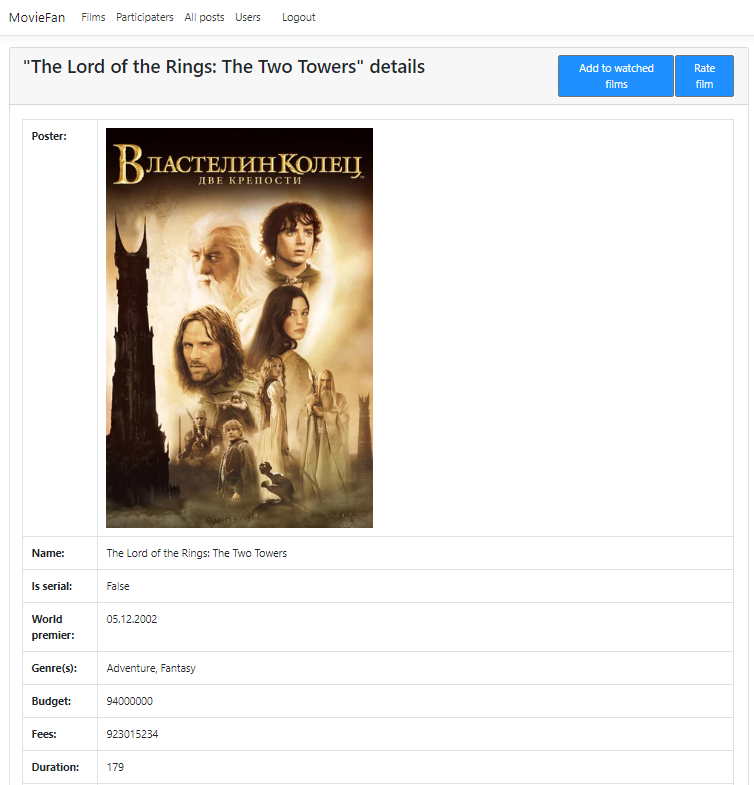 MovieFan Films Participaters All posts Users Logout
"The Lord of the Rings: The Two Towers" details
Add to watched
films
Rate
film
Poster:
ВЛАСТЕЛИН КОЛЕЦ
ДВЕ КРЕПОСТИ
Name: The Lord of the Rings: The Two Towers
Is serial: False
World
premier:
05.12.2002
Genre(s): Adventure, Fantasy
Budget: 94000000
Fees: 923015234
Duration: 179